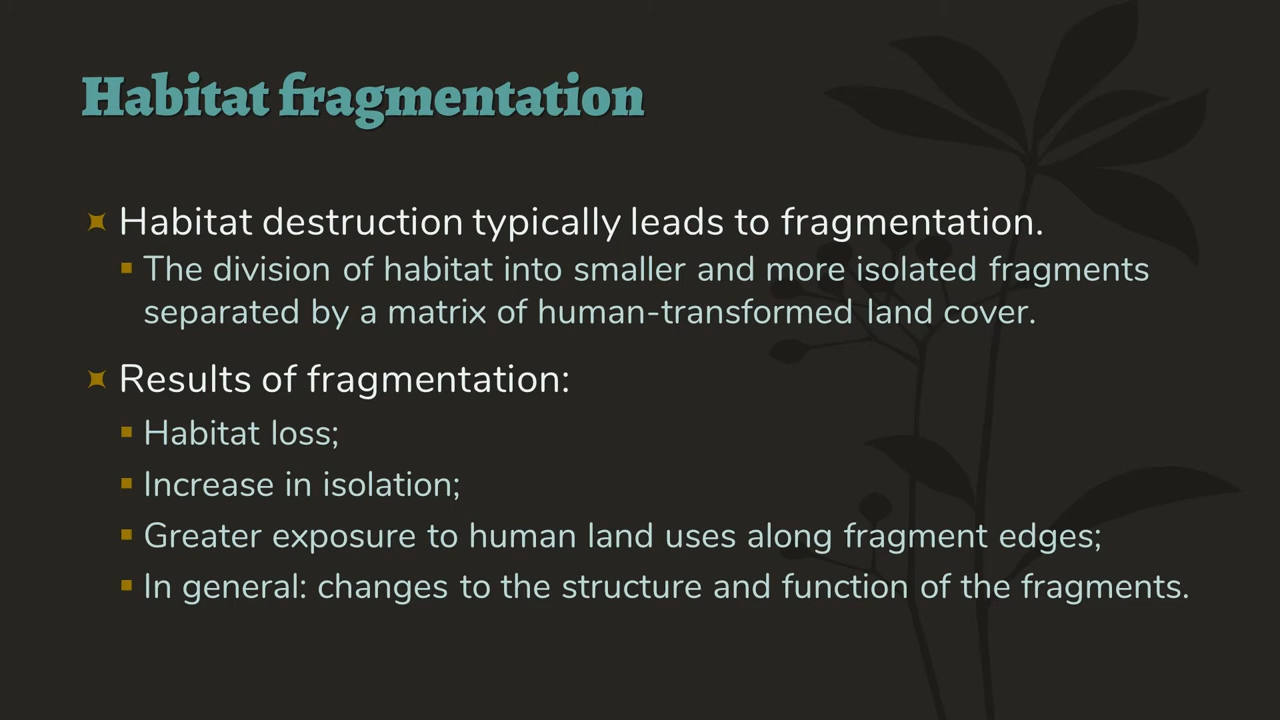 Habitat fragmentation
Habitat destruction typically leads to fragmentation.
The division of habitat into smaller and more isolated fragments
separated by a matrix of human-transformed land cover.
Results of fragmentation:
Habitat loss;
Increase in isolation;
Greater exposure to human land uses along fragment edges;
In general: changes to the structure and function of the fragments.